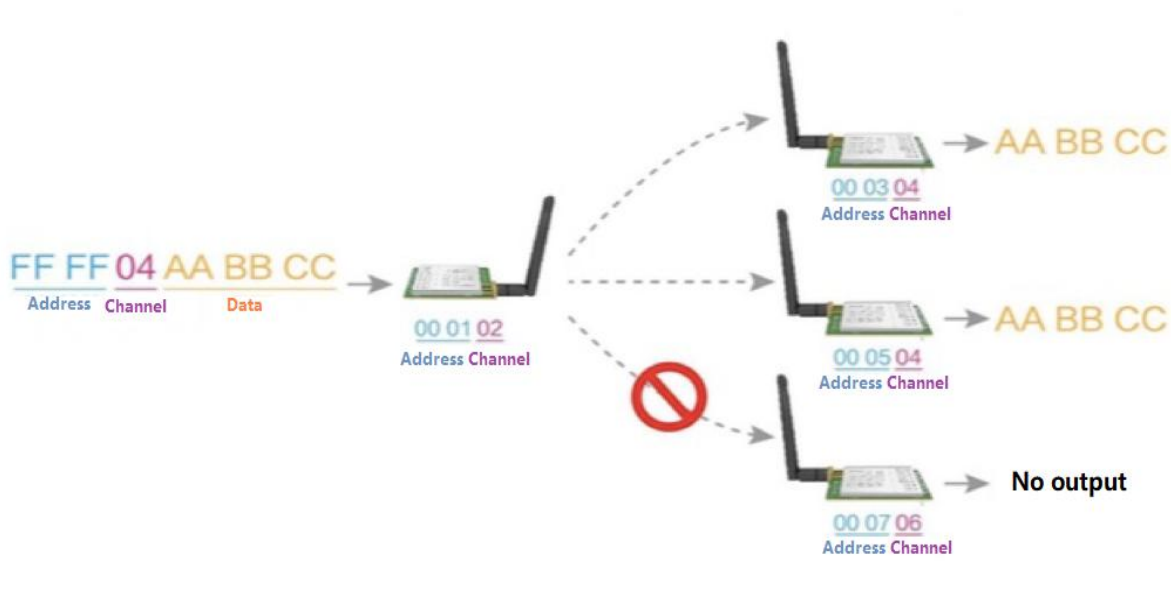 FF FF 04 AA BB CC
Address Channel Data
00 01 02
Address Channel
AA BB CC
00 03 04
Address Channel
AA BB CC
00 05 04
Address Channel
No output
00 07 06
Address Channel